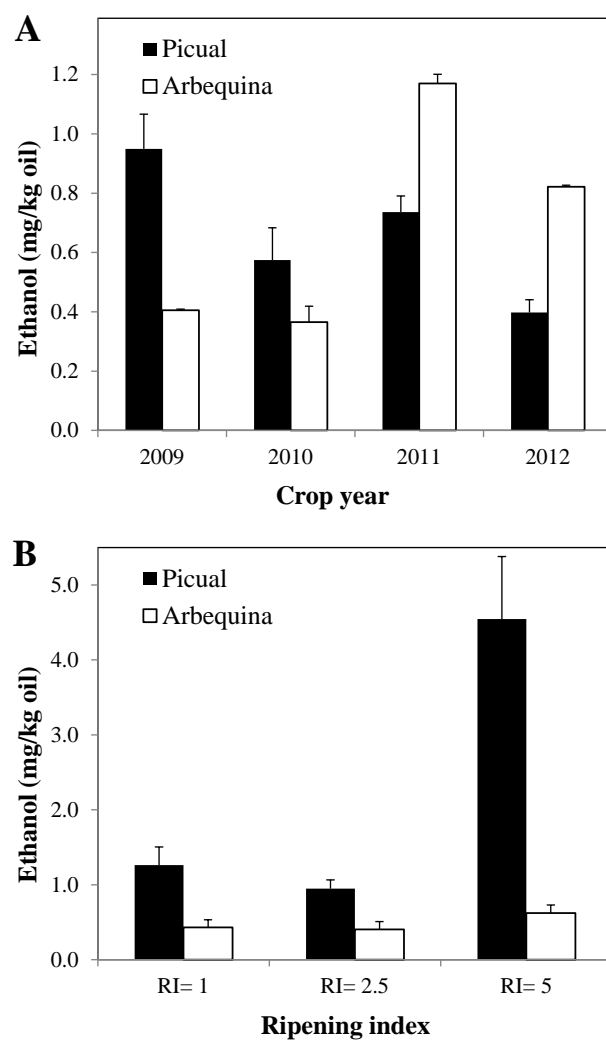 A
Picual
Arbequina
1.2
1.0
0.8
0.6
0.4
0.2
0.0
Ethanol (mg/kg oil)
2009 2010 2011 2012
Crop year
B
Picual
Arbequina
5.0
4.0
3.0
2.0
1.0
0.0
Ethanol (mg/kg oil)
RI= 1 RI= 2.5 RI= 5
Ripening index